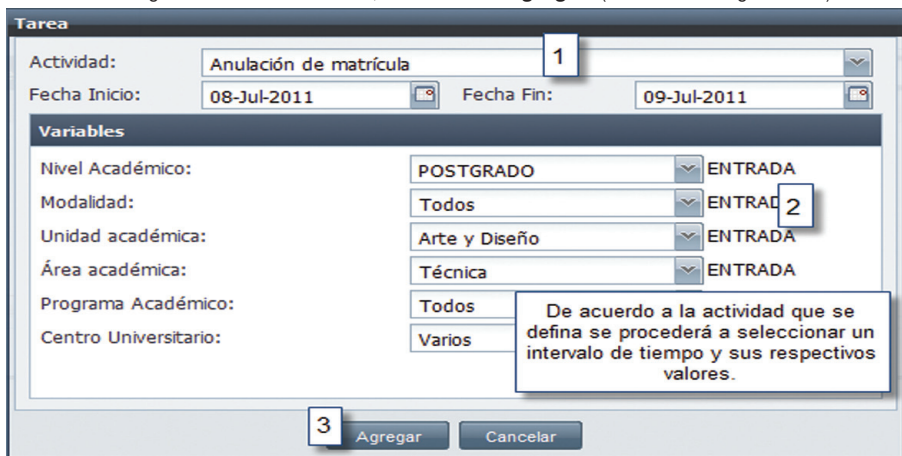 Tarea
1
Actividad: Anulación de matrícula
Fecha Inicio: 08-Jul-2011 Fecha Fin: 09-Jul-2011
Variables
Nivel Académico: POSTGRADO ENTRADA
Modalidad: Todos ENTRAD 2
Unidad académica: Arte y Diseño ENTRADA
Área académica: Técnica ENTRADA
Programa Académico: Todos
Centro Universitario: Varios
De acuerdo a la actividad que se
defina se procederá a seleccionar un
intervalo de tiempo y sus respectivos
valores.
3 Agregar Cancelar